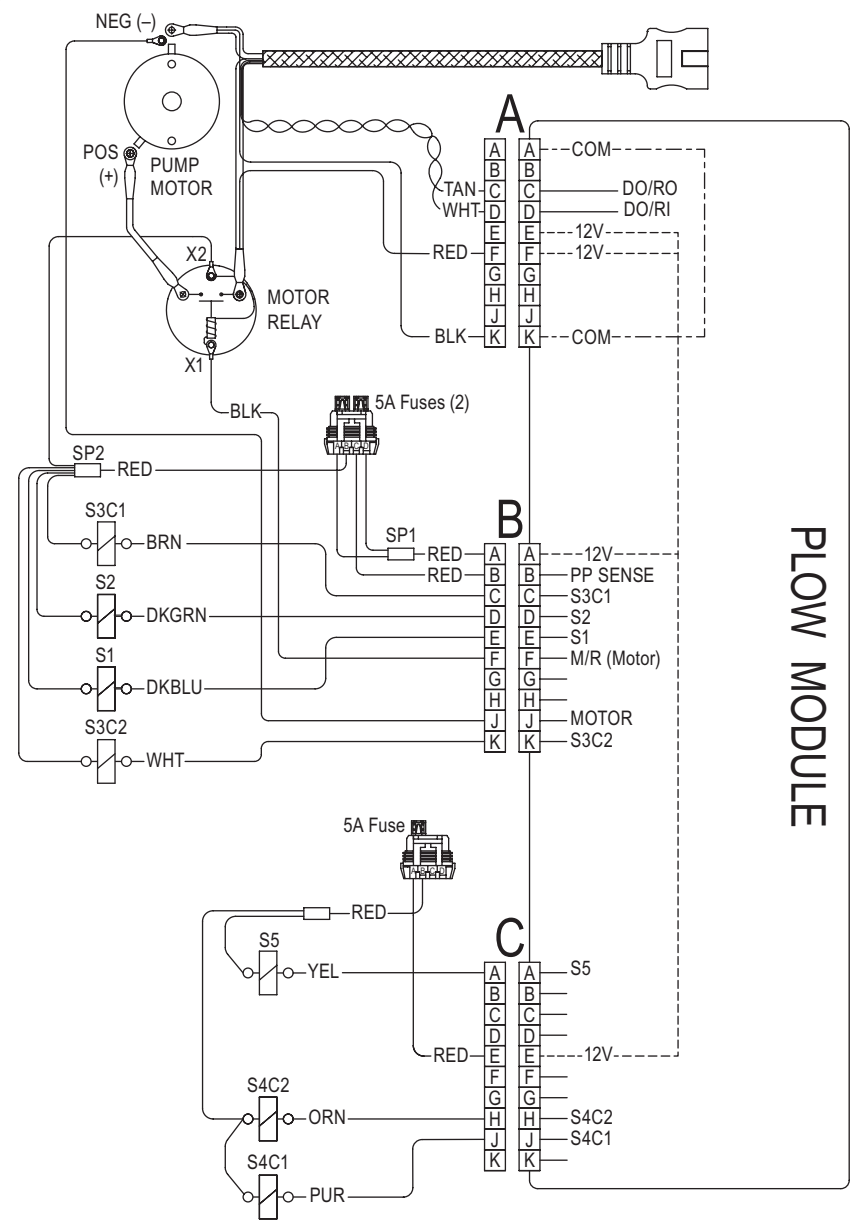 NEG (–)
POS
(+)
PUMP
MOTOR
X2
MOTOR
RELAY
X1
BLK
5A Fuses (2)
A B C D
SP2
RED
S3C1
BRN
S2
DKGRN
S1
DKBLU
S3C2
WHT
SP1
RED
RED
A
A A COM
B B
TAN C C DO/RO
WHT D D DO/RI
E E 12V
RED F F 12V
G G
H H
J J
BLK K K COM
B
A A 12V
B B PP SENSE
C C S3C1
D D S2
E E S1
F F M/R (Motor)
G G
H H
J J MOTOR
K K S3C2
PLOW MODULE
5A Fuse
A B C D
RED
S5
YEL
RED
S4C2
ORN
S4C1
PUR
C
A A S5
B B
C C
D D
E E 12V
F F
G G
H H S4C2
J J S4C1
K K